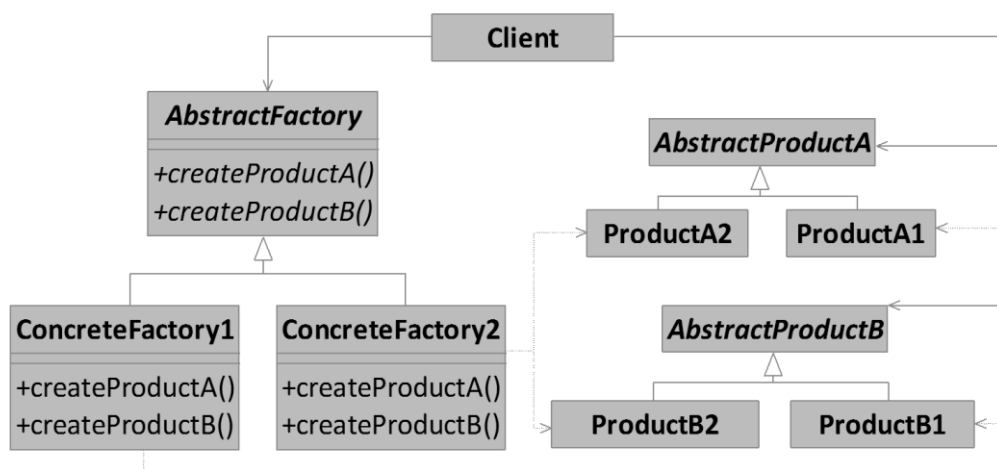 Client
AbstractFactory
+createProductA()
+createProductB()
AbstractProductA
ProductA2
ProductA1
ConcreteFactory1
+createProductA()
+createProductB()
ConcreteFactory2
+createProductA()
+createProductB()
AbstractProductB
ProductB2
ProductB1